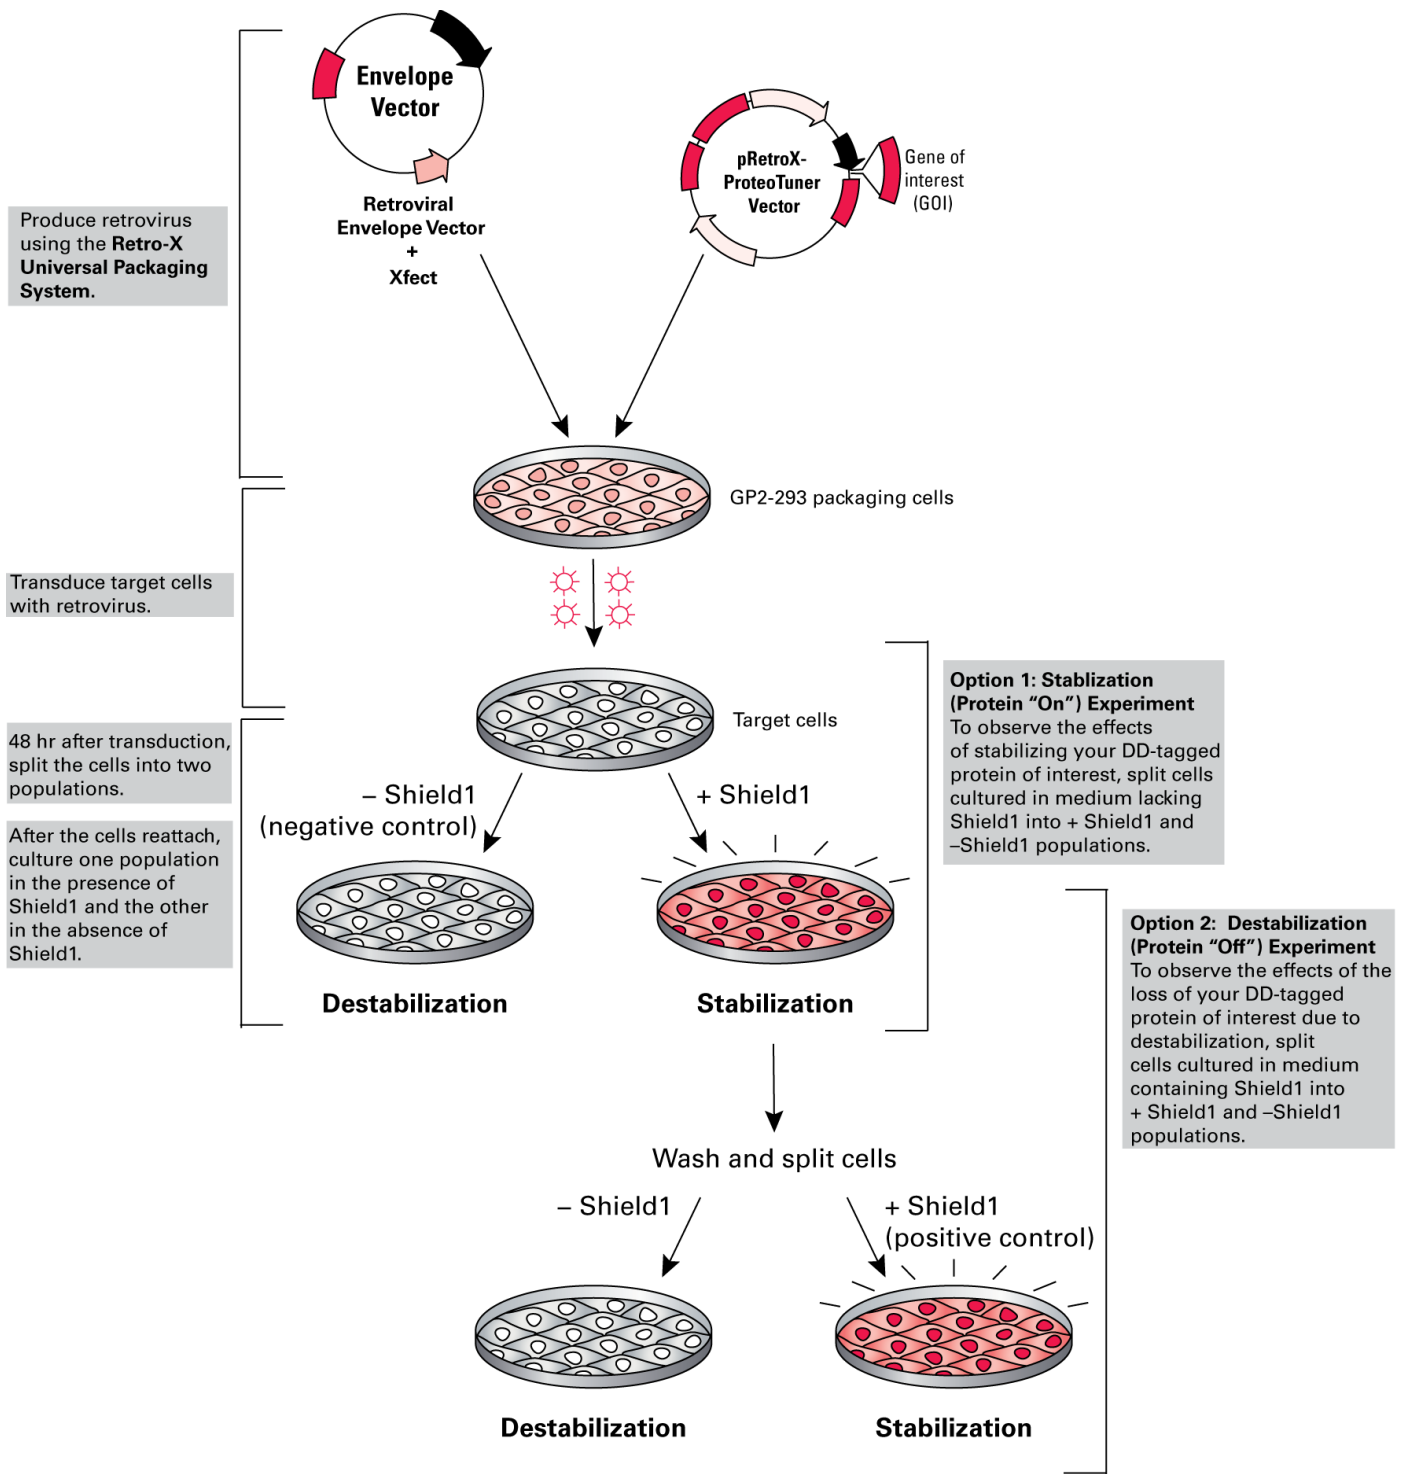 Envelope
Vector
Retroviral
Envelope Vector
+
Xfect
pRetroX-
ProteoTuner
Vector
Gene of
interest
(GOI)
Produce retrovirus
using the Retro-X
Universal Packaging
System.
GP2-293 packaging cells
Transduce target cells
with retrovirus.
Target cells
48 hr after transduction,
split the cells into two
populations.
After the cells reattach,
culture one population
in the presence of
Shield1 and the other
in the absence of
Shield1.
– Shield1
(negative control)
+ Shield1
Destabilization
Stabilization
Option 1: Stablization
(Protein “On”) Experiment
To observe the effects
of stabilizing your DD-tagged
protein of interest, split cells
cultured in medium lacking
Shield1 into + Shield1 and
–Shield1 populations.
Option 2:  Destabilization
(Protein “Off”) Experiment
To observe the effects of the
loss of your DD-tagged
protein of interest due to
destabilization, split
cells cultured in medium
containing Shield1 into
+ Shield1 and –Shield1
populations.
Wash and split cells
– Shield1
+ Shield1
(positive control)
Destabilization
Stabilization